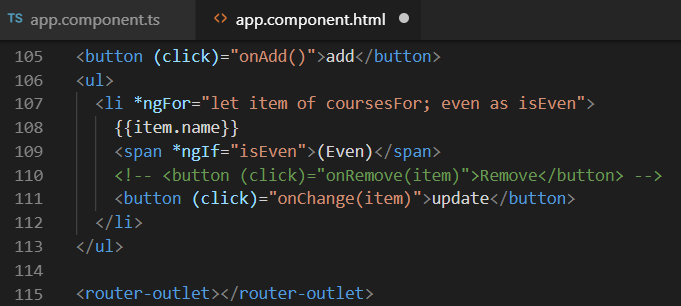 TS app.component.ts <> app.component.html
105 <button (click)="onAdd()">add</button>
106 <ul>
107 <li *ngFor="let item of coursesFor; even as isEven">
108 {{item.name}}
109 <span *ngIf="isEven">(Even)</span>
110 <!-- <button (click)="onRemove(item)">Remove</button> -->
111 <button (click)="onChange(item)">update</button>
112 </li>
113 </ul>
114
115 <router-outlet></router-outlet>